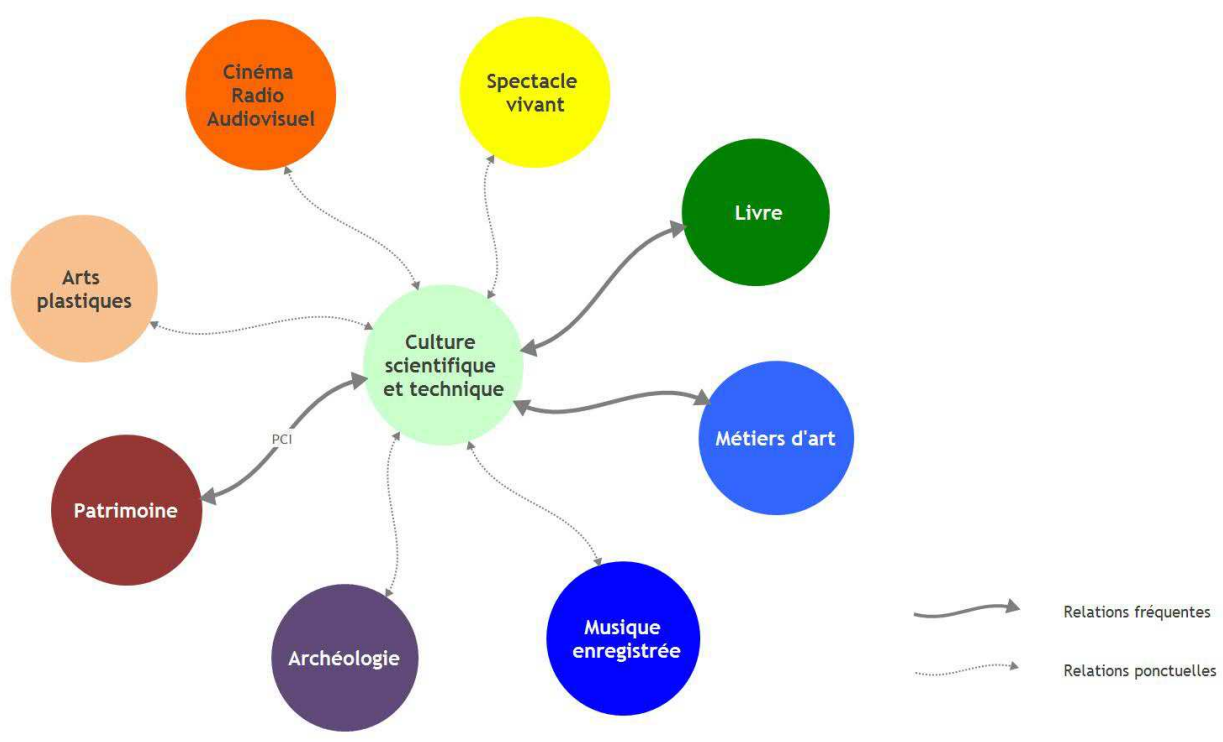 Cinéma
Radio
Audiovisuel
Spectacle
vivant
Livre
Arts
plastiques
Culture
scientifique
et technique
Métiers d'art
PCI
Patrimoine
Archéologie
Musique
enregistrée
Relations fréquentes
Relations ponctuelles